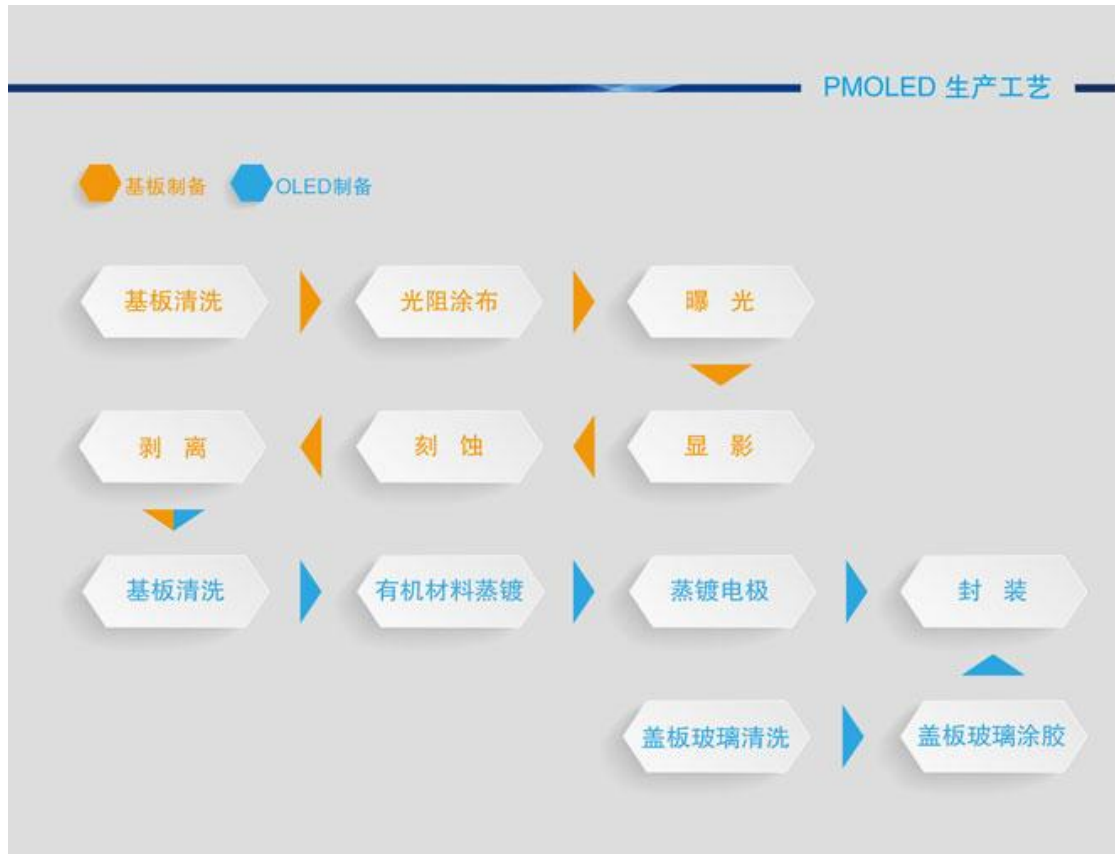 PMOLED 生产工艺
基板制备 OLED制备
基板清洗 光阻涂布 曝 光
剥 离 刻 蚀 显 影
基板清洗 有机材料蒸镀 蒸镀电极 封 装
盖板玻璃清洗 盖板玻璃涂胶